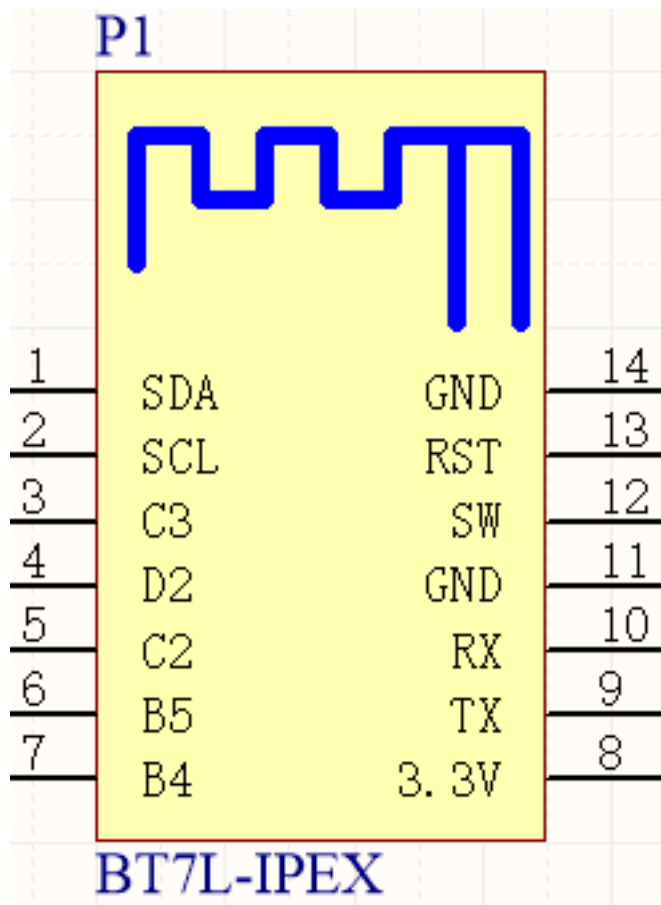 P1
1 SDA GND 14
2 SCL RST 13
3 C3 SW 12
4 D2 GND 11
5 C2 RX 10
6 B5 TX 9
7 B4 3.3V 8
BT7L-IPEX